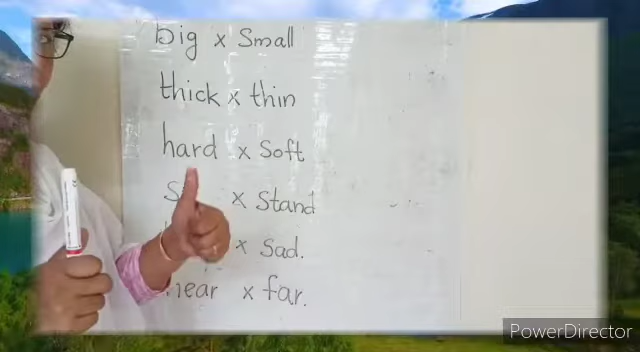 big x Small
thick x thin
hard x Soft
x Stand
x Sad.
near x far.
PowerDirector